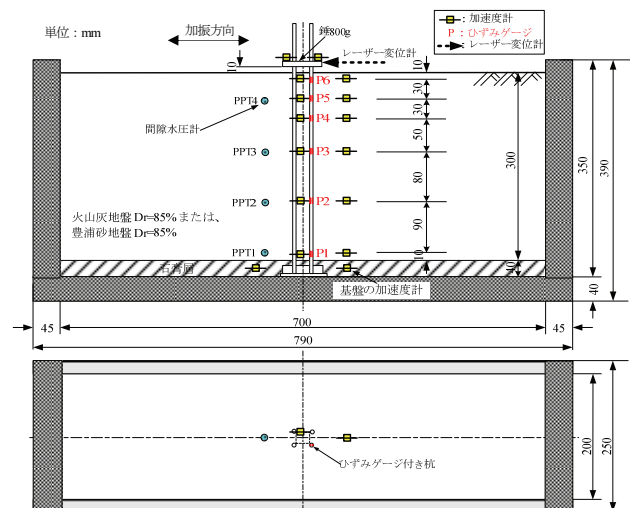 単位：mm
加振方向
錘800g
：加速度計
P：ひずみゲージ
：レーザー変位計
レーザー変位計
10
10
P6
30
P5
30
PPT4
P4
間隙水圧計
50
PPT3
P3
300
350
390
80
PPT2
P2
火山灰地盤 Dr=85% または、
豊浦砂地盤 Dr=85%
90
PPT1
P1
10
石膏層
40
基盤の加速度計
40
45
700
45
790
200
250
ひずみゲージ付き杭